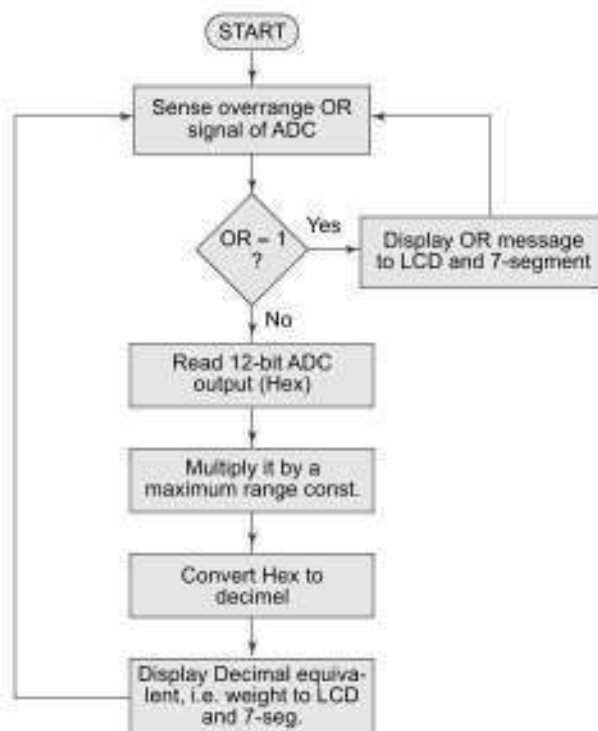 START
Sense overrange OR
signal of ADC
OR = 1
?
Yes
Display OR message
to LCD and 7-segment
No
Read 12-bit ADC
output (Hex)
Multiply it by a
maximum range const.
Convert Hex to
decimel
Display Decimal equiva-
lent, i.e. weight to LCD
and 7-seg.